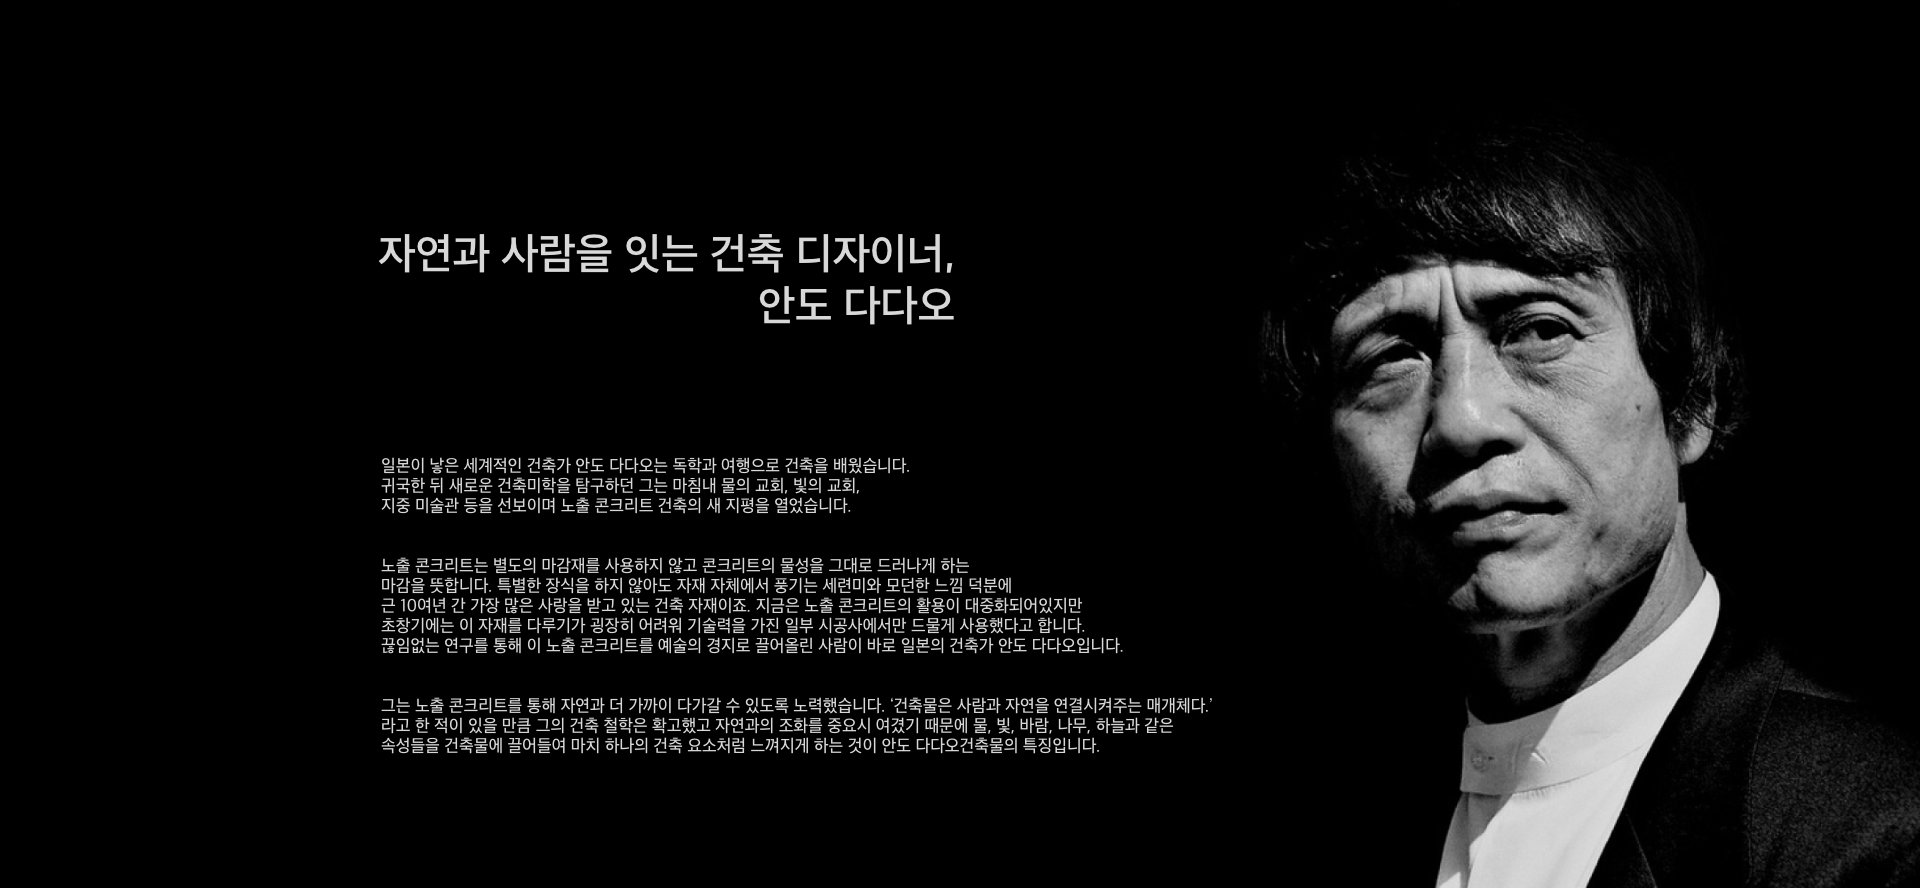 자연과 사람을 잇는 건축 디자이너,
안도 다다오
일본이 낳은 세계적인 건축가 안도 다다오는 독학과 여행으로 건축을 배웠습니다.
귀국한 뒤 새로운 건축미학을 탐구하던 그는 마침내 물의 교회, 빛의 교회,
지중 미술관 등을 선보이며 노출 콘크리트 건축의 새 지평을 열었습니다.
노출 콘크리트는 별도의 마감재를 사용하지 않고 콘크리트의 물성을 그대로 드러나게 하는
마감을 뜻합니다. 특별한 장식을 하지 않아도 자재 자체에서 풍기는 세련미와 모던한 느낌 덕분에
근 10여년 간 가장 많은 사랑을 받고 있는 건축 자재이죠. 지금은 노출 콘크리트의 활용이 대중화되어있지만
초창기에는 이 자재를 다루기가 굉장히 어려워 기술력을 가진 일부 시공사에서만 드물게 사용했다고 합니다.
끊임없는 연구를 통해 이 노출 콘크리트를 예술의 경지로 끌어올린 사람이 바로 일본의 건축가 안도 다다오입니다.
그는 노출 콘크리트를 통해 자연과 더 가까이 다가갈 수 있도록 노력했습니다. ‘건축물은 사람과 자연을 연결시켜주는 매개체다.’
라고 한 적이 있을 만큼 그의 건축 철학은 확고했고 자연과의 조화를 중요시 여겼기 때문에 물, 빛, 바람, 나무, 하늘과 같은
속성들을 건축물에 끌어들여 마치 하나의 건축 요소처럼 느껴지게 하는 것이 안도 다다오건축물의 특징입니다.